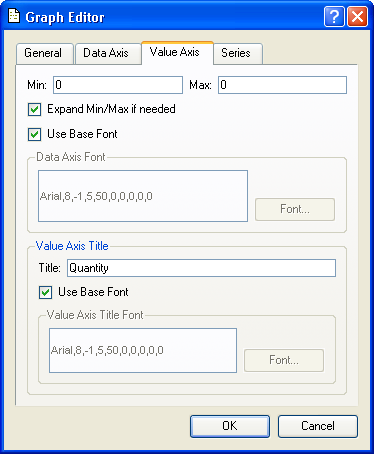 Graph Editor
General Data Axis Value Axis Series
Min: 0 Max: 0
Expand Min/Max if needed
Use Base Font
Data Axis Font
Arial,8,-1,5,50,0,0,0,0,0
Font...
Value Axis Title
Title: Quantity
Use Base Font
Value Axis Title Font
Arial,8,-1,5,50,0,0,0,0,0
Font...
OK Cancel